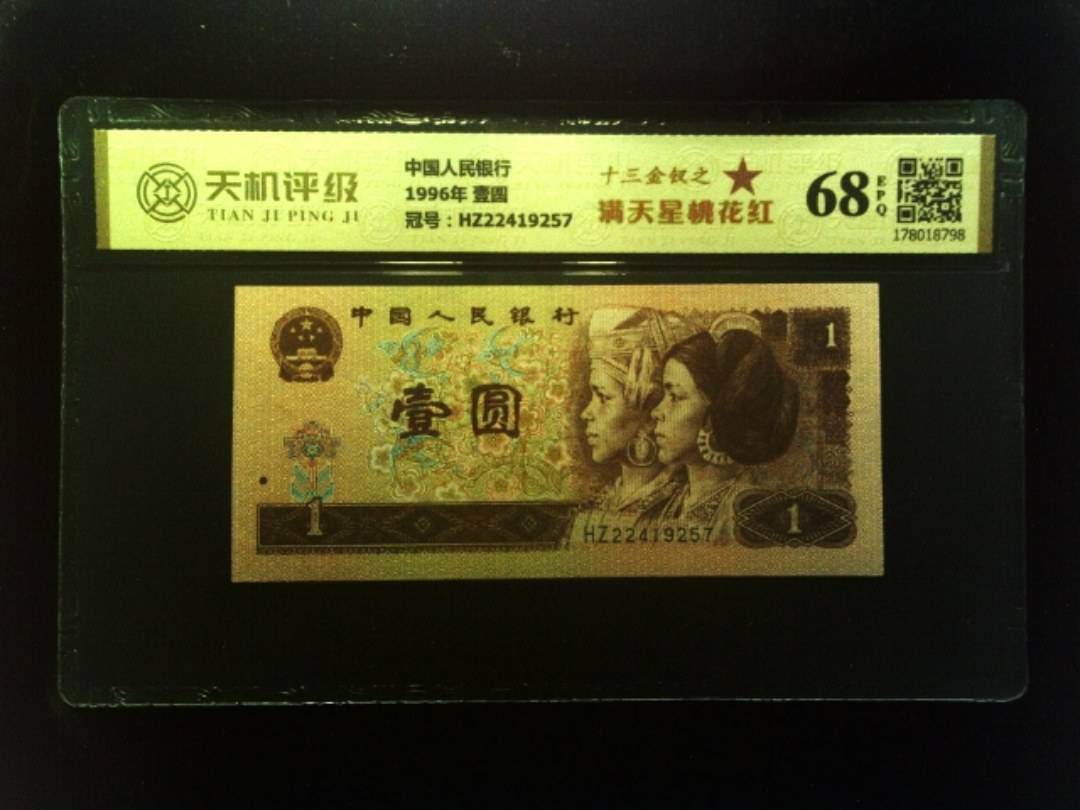 天机评级
TIAN JI PING JI
中国人民银行
1996年 壹圆
冠号：HZ22419257
十三金钗之
满天星桃花红
68
EPQ
178018798
中国人民银行
1
壹圆
1
HZ22419257
1